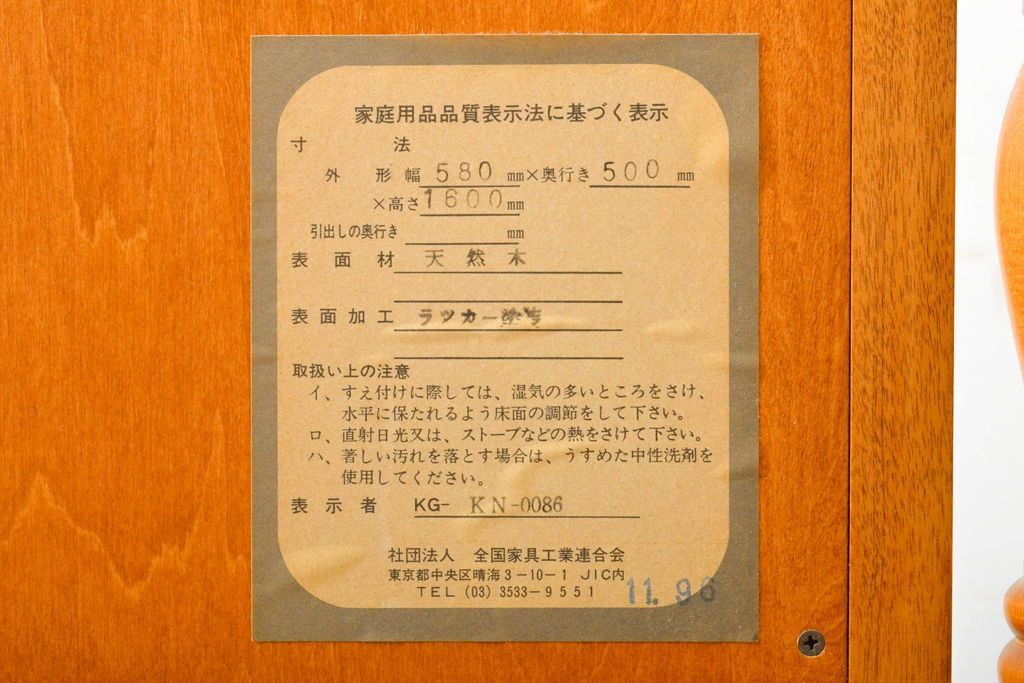 家庭用品品質表示法に基づく表示
寸法
外形 幅 580 mm×奥行き 500 mm
×高さ 1600 mm
引出しの奥行き mm
表面材 天然木
表面加工 ラッカー塗装
取扱い上の注意
イ、すえ付けに際しては、湿気の多いところをさけ、
水平に保たれるよう床面の調節をして下さい。
ロ、直射日光又は、ストーブなどの熱をさけて下さい。
ハ、著しい汚れを落とす場合は、うすめた中性洗剤を
使用してください。
表示者 KG- KN-0086
社団法人 全国家具工業連合会
東京都中央区晴海3-10-1 JIC内
TEL (03) 3533-9551
11.96